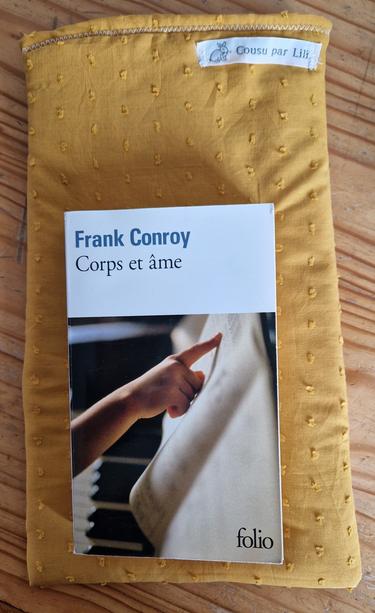 Cousu par Lili
Frank Conroy
Corps et âme
folio